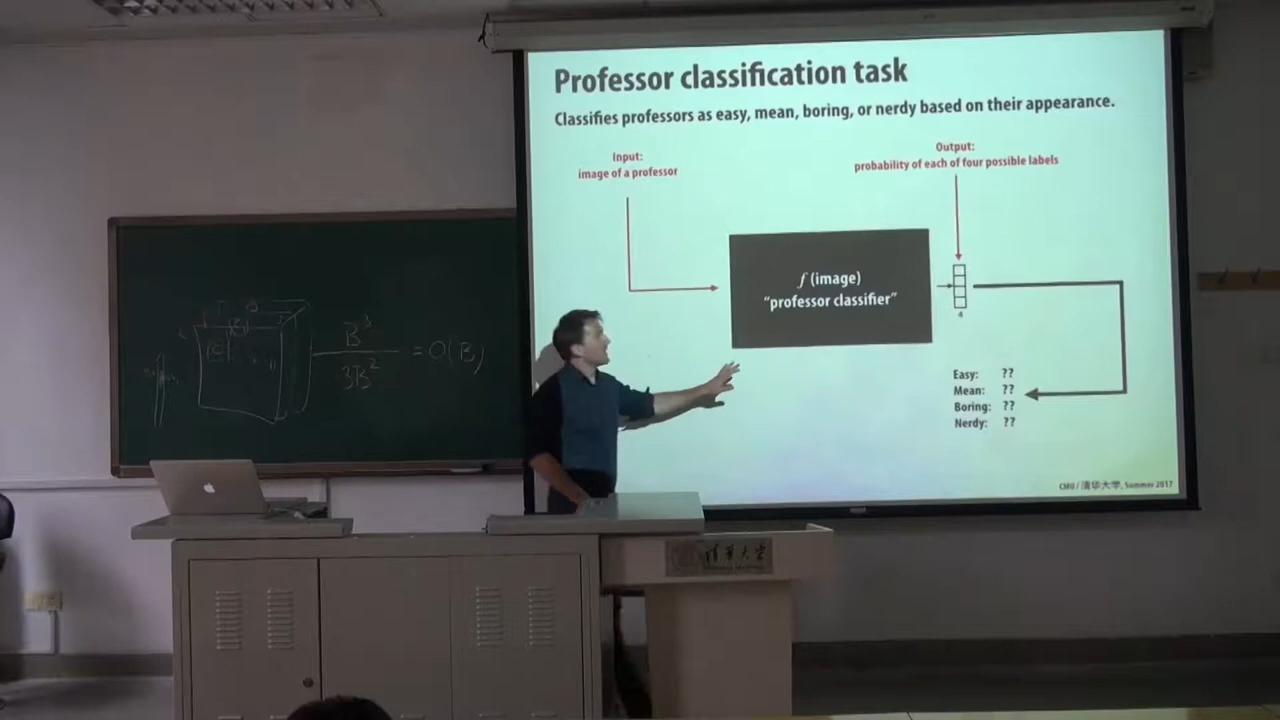 Professor classification task
Classifies professors as easy, mean, boring, or nerdy based on their appearance.
Input:
image of a professor
Output:
probability of each of four possible labels
f (image)
"professor classifier"
4
Easy: ??
Mean: ??
Boring: ??
Nerdy: ??
CMU / 清华大学, Summer 2017
B³
3B²
= O(B)
清华大学